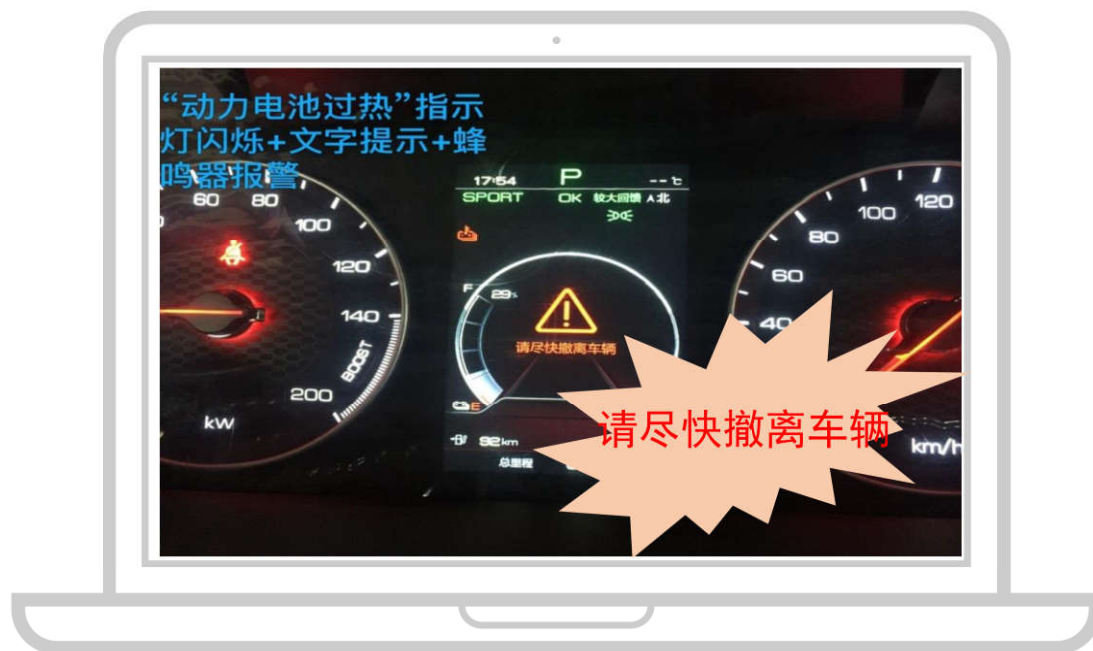 “动力电池过热”指示
灯闪烁+文字提示+蜂
鸣器报警
60 80 100 120 140 200
BOOST
kW
17:54 P --℃
SPORT OK 较大回馈 ∧北
F 29%
请尽快撤离车辆
E
92km
总里程
40 60 80 100 120
km/h
请尽快撤离车辆